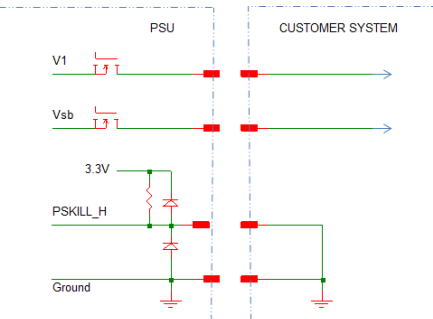 PSU
CUSTOMER SYSTEM
V1
Vsb
3.3V
PSKILL_H
Ground